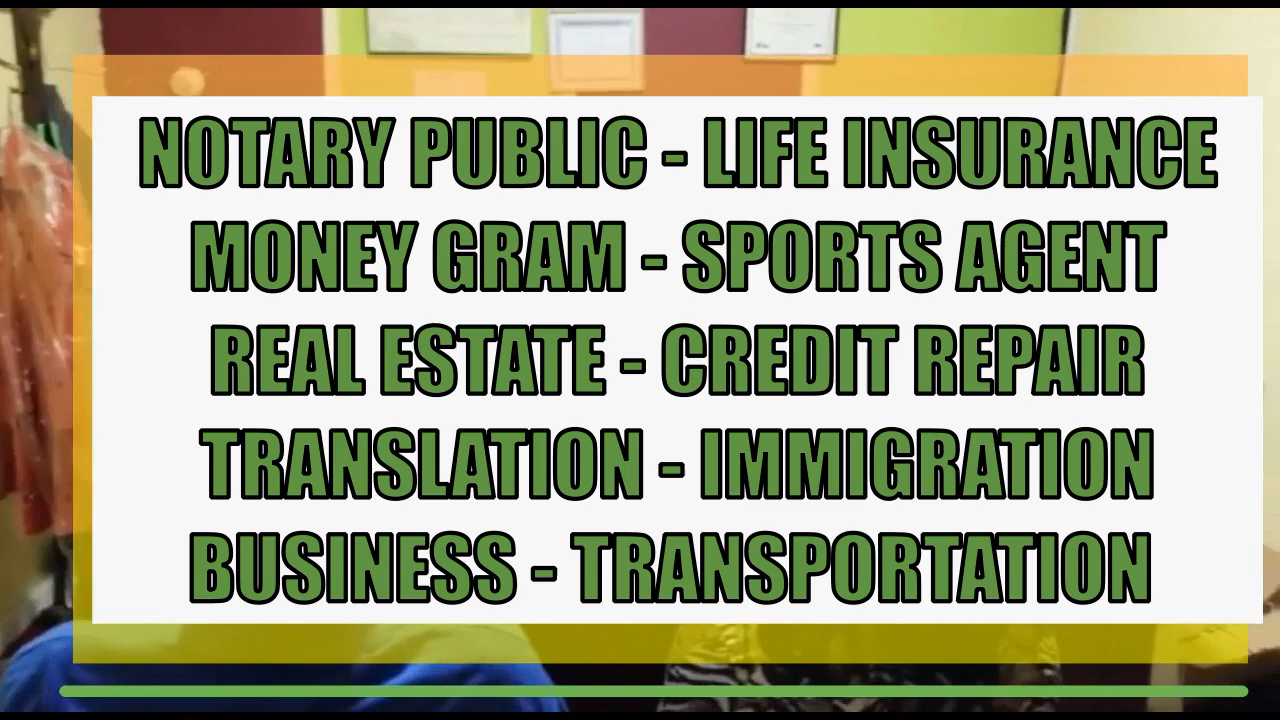 NOTARY PUBLIC - LIFE INSURANCE
MONEY GRAM - SPORTS AGENT
REAL ESTATE - CREDIT REPAIR
TRANSLATION - IMMIGRATION
BUSINESS - TRANSPORTATION